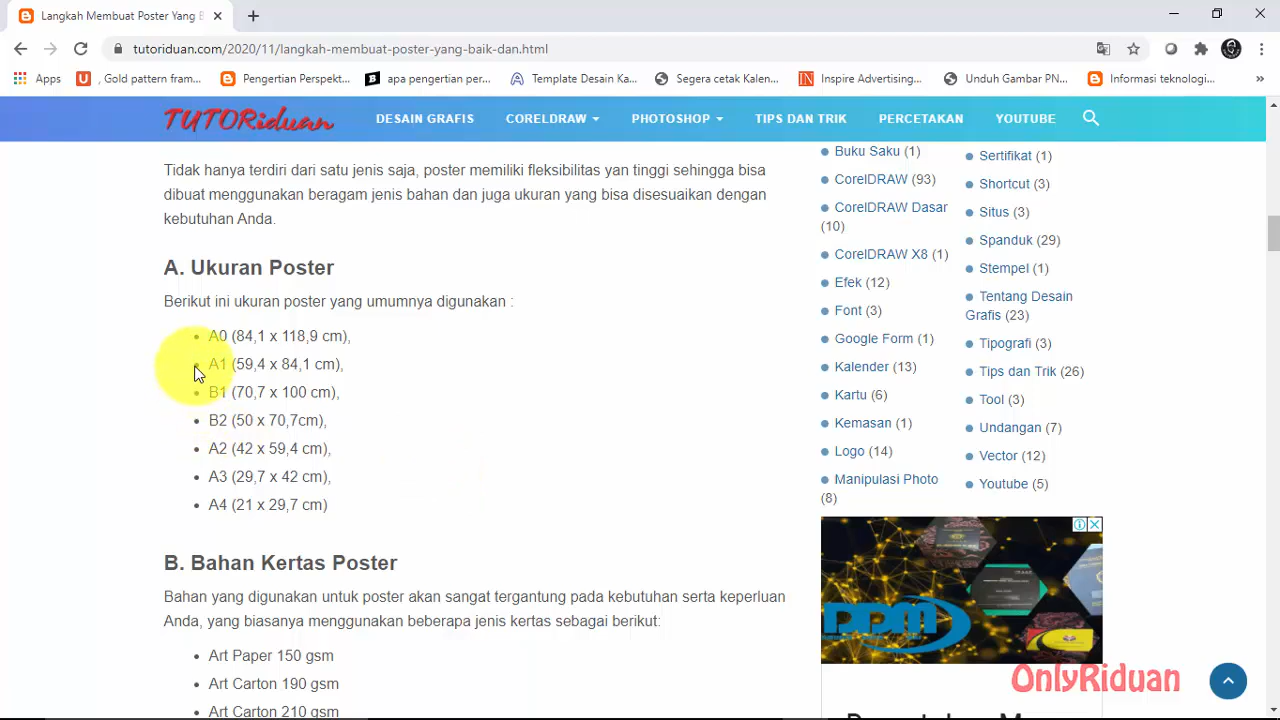 Langkah Membuat Poster Yang B
tutoriduan.com/2020/11/langkah-membuat-poster-yang-baik-dan.html
Apps
, Gold pattern fram...
Pengertian Perspekt...
apa pengertian per...
Template Desain Ka...
Segera cetak Kalen...
Inspire Advertising...
Unduh Gambar PN...
Informasi teknologi...
»
TUTORiduan
DESAIN GRAFIS
CORELDRAW
PHOTOSHOP
TIPS DAN TRIK
PERCETAKAN
YOUTUBE
Tidak hanya terdiri dari satu jenis saja, poster memiliki fleksibilitas yan tinggi sehingga bisa
dibuat menggunakan beragam jenis bahan dan juga ukuran yang bisa disesuaikan dengan
kebutuhan Anda.
A. Ukuran Poster
Berikut ini ukuran poster yang umumnya digunakan :
A0 (84,1 x 118,9 cm),
A1 (59,4 x 84,1 cm),
B1 (70,7 x 100 cm),
B2 (50 x 70,7cm),
A2 (42 x 59,4 cm),
A3 (29,7 x 42 cm),
A4 (21 x 29,7 cm)
B. Bahan Kertas Poster
Bahan yang digunakan untuk poster akan sangat tergantung pada kebutuhan serta keperluan
Anda, yang biasanya menggunakan beberapa jenis kertas sebagai berikut:
Art Paper 150 gsm
Art Carton 190 gsm
Art Carton 210 gsm
Buku Saku (1)
CorelDRAW (93)
CorelDRAW Dasar
(10)
CorelDRAW X8 (1)
Efek (12)
Font (3)
Google Form (1)
Kalender (13)
Kartu (6)
Kemasan (1)
Logo (14)
Manipulasi Photo
(8)
Sertifikat (1)
Shortcut (3)
Situs (3)
Spanduk (29)
Stempel (1)
Tentang Desain
Grafis (23)
Tipografi (3)
Tips dan Trik (26)
Tool (3)
Undangan (7)
Vector (12)
Youtube (5)
DDM
OnlyRiduan